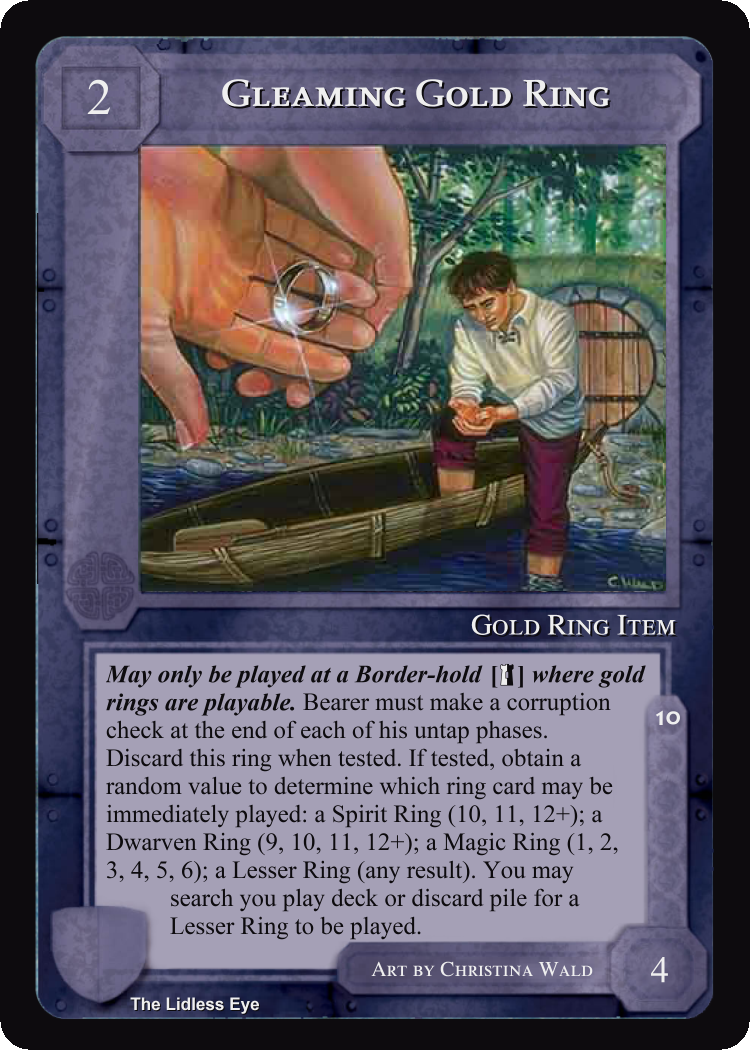 2
Gleaming Gold Ring
C. WALD
Gold Ring Item
May only be played at a Border-hold [] where gold
rings are playable. Bearer must make a corruption
check at the end of each of his untap phases.
Discard this ring when tested. If tested, obtain a
random value to determine which ring card may be
immediately played: a Spirit Ring (10, 11, 12+); a
Dwarven Ring (9, 10, 11, 12+); a Magic Ring (1, 2,
3, 4, 5, 6); a Lesser Ring (any result). You may
search you play deck or discard pile for a
Lesser Ring to be played.
10
Art by Christina Wald
4
The Lidless Eye